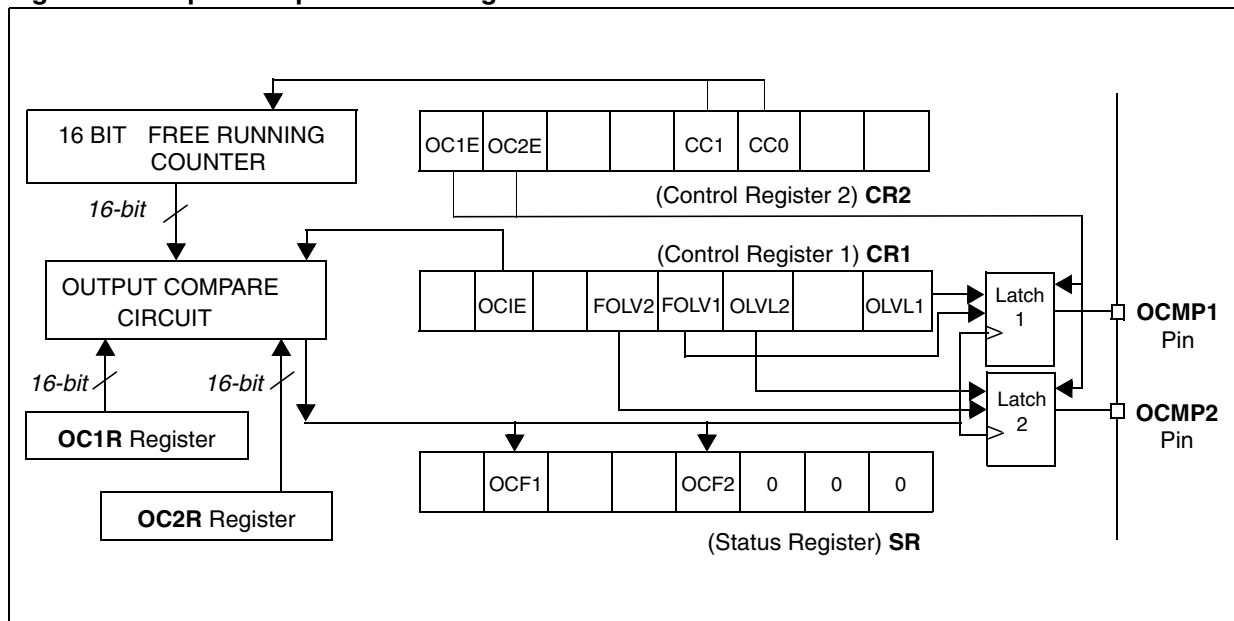 16 BIT FREE RUNNING
COUNTER
OC1E OC2E CC1 CC0
(Control Register 2) CR2
16-bit
OUTPUT COMPARE
CIRCUIT
(Control Register 1) CR1
OCIE FOLV2 FOLV1 OLVL2 OLVL1
Latch
1
OCMP1
Pin
16-bit
16-bit
Latch
2
OCMP2
Pin
OC1R Register
OCF1 OCF2 0 0 0
OC2R Register
(Status Register) SR